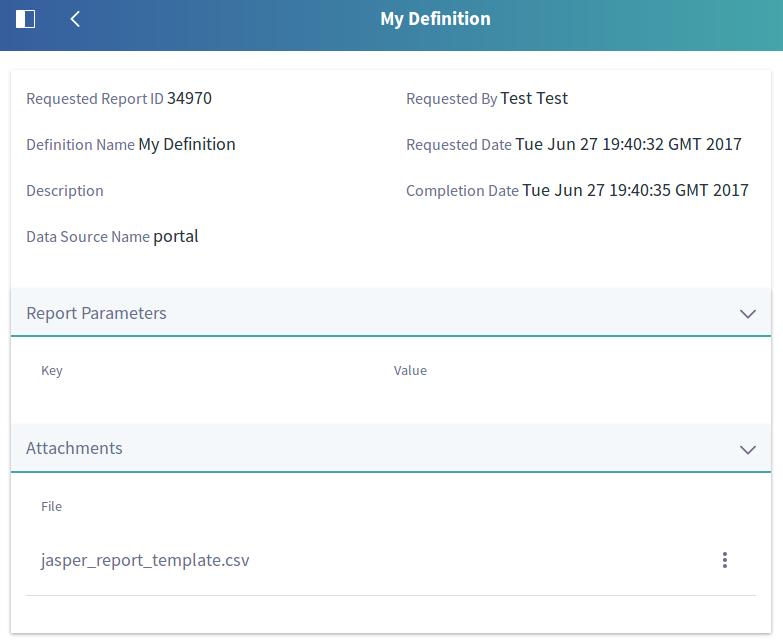 My Definition
Requested Report ID 34970
Requested By Test Test
Definition Name My Definition
Requested Date Tue Jun 27 19:40:32 GMT 2017
Description
Completion Date Tue Jun 27 19:40:35 GMT 2017
Data Source Name portal
Report Parameters
Key Value
Attachments
File
jasper_report_template.csv